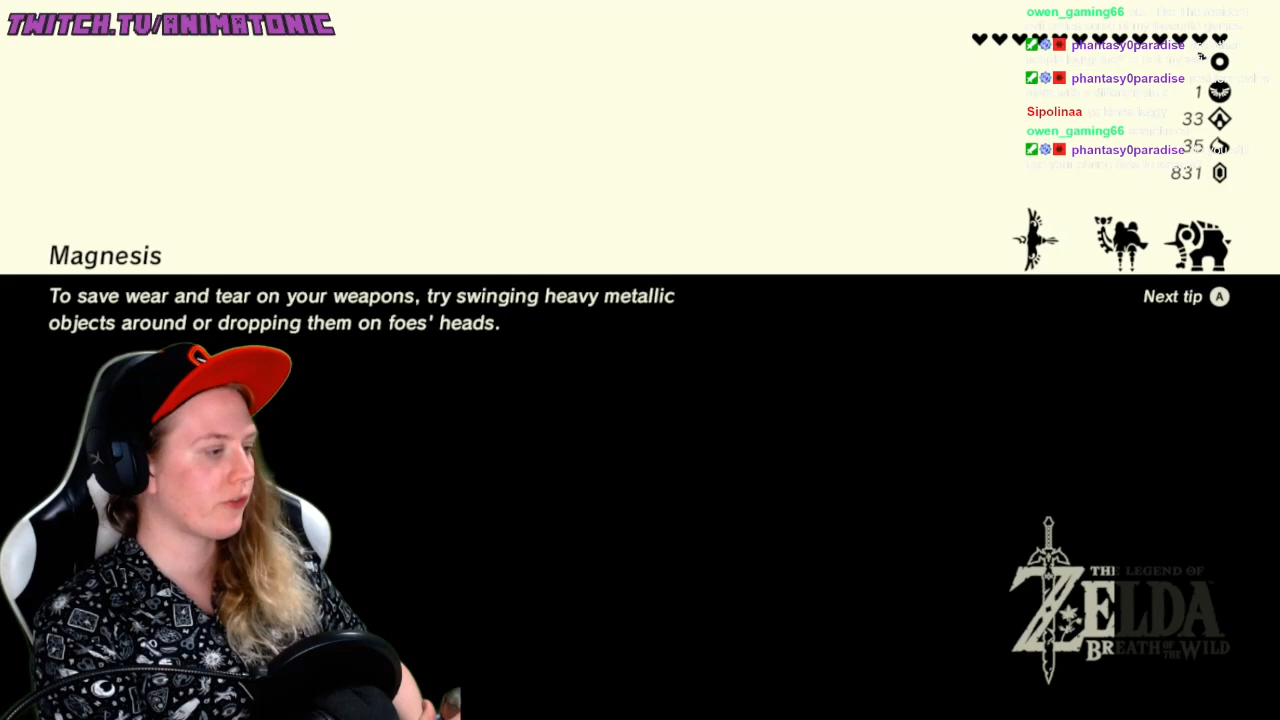 TWITCH.TV/ANIMATONIC
owen_gaming66
phantasy0paradise
phantasy0paradise
1
Sipolinaa
33
owen_gaming66
phantasy0paradise
35
831
Magnesis
To save wear and tear on your weapons, try swinging heavy metallic
objects around or dropping them on foes' heads.
Next tip A
THE LEGEND OF
ZELDA
BREATH OF THE WILD